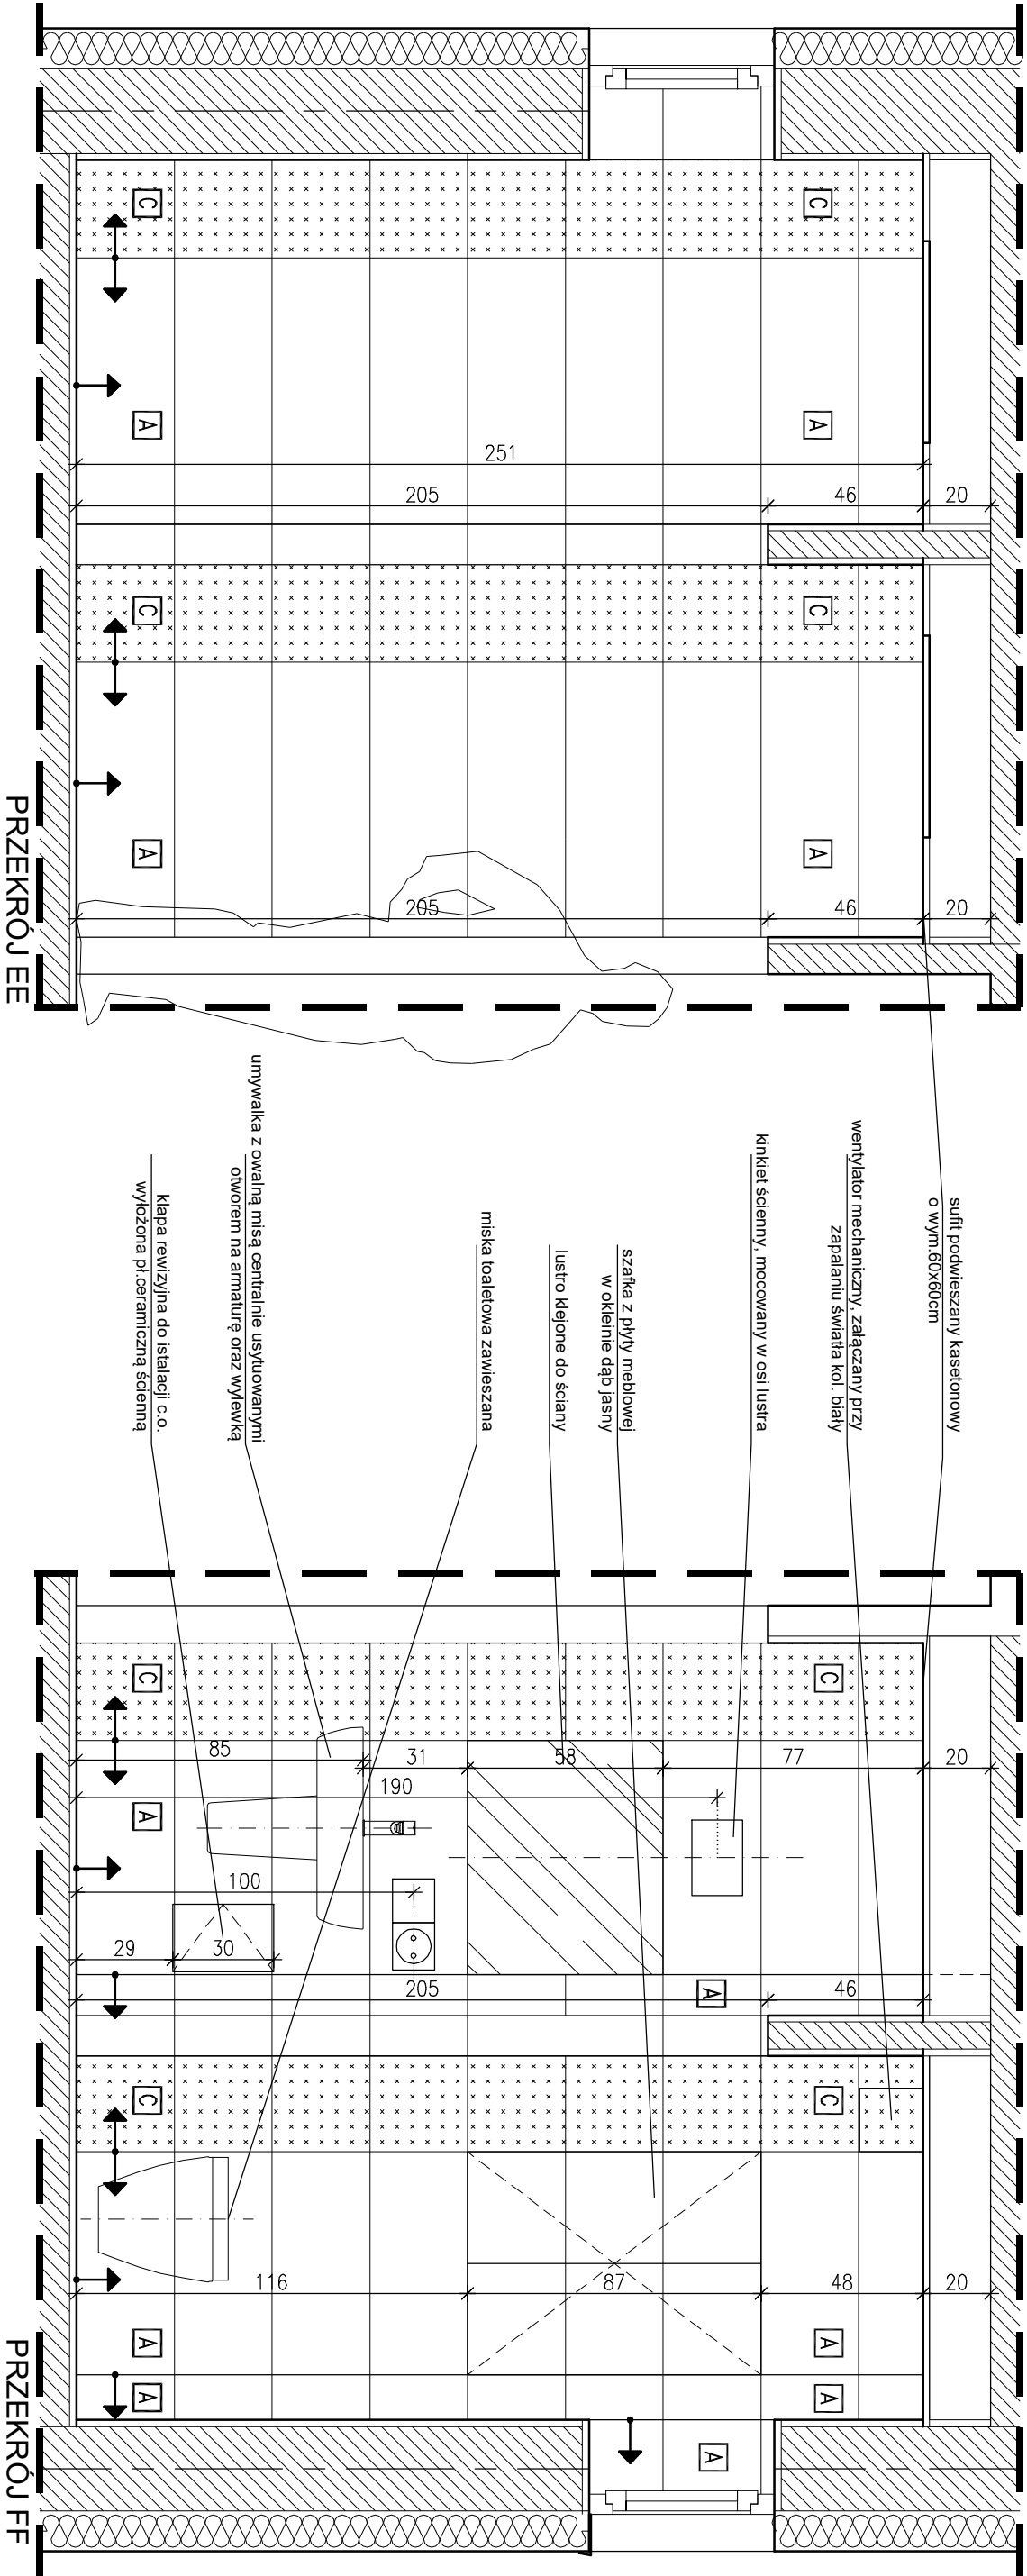 C
C
A
A
251
205
46
20
C
C
A
A
205
46
20
PRZEKRÓJ EE
sufit podwieszany kasetonowy
o wym.60x60cm
wentylator mechaniczny, załączany przy
zapalaniu światła kol. biały
kinkiet ścienny, mocowany w osi lustra
szafka z płyty meblowej
w okleinie dąb jasny
lustro klejone do ściany
miska toaletowa zawieszana
umywalka z owalną misą centralnie usytuowanymi
otworem na armaturę oraz wylewką
klapa rewizyjna do istalacji c.o.
wyłożona pł.ceramiczną ścienną
C
C
85
31
58
77
20
190
A
100
29
30
205
A
46
C
C
116
87
48
20
A
A
A
A
A
PRZEKRÓJ FF